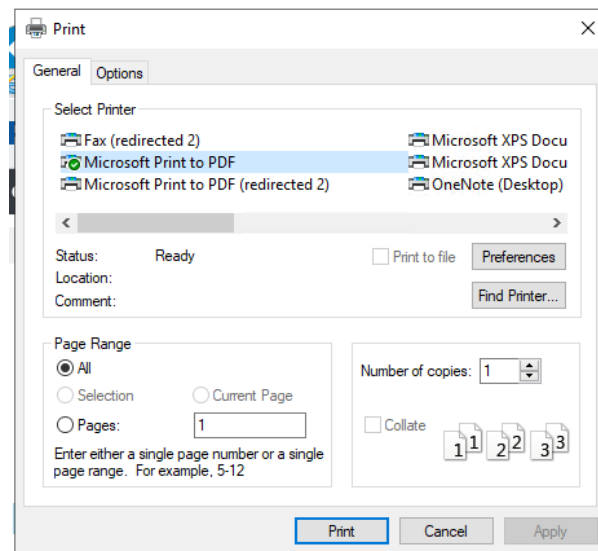 Print
General Options
Select Printer
Fax (redirected 2) Microsoft XPS Docu
Microsoft Print to PDF Microsoft XPS Docu
Microsoft Print to PDF (redirected 2) OneNote (Desktop)
Status: Ready Print to file Preferences
Location:
Comment: Find Printer...
Page Range
All Number of copies: 1
Selection Current Page
Pages: 1 Collate 1 1 2 2 3 3
Enter either a single page number or a single
page range. For example, 5-12
Print Cancel Apply